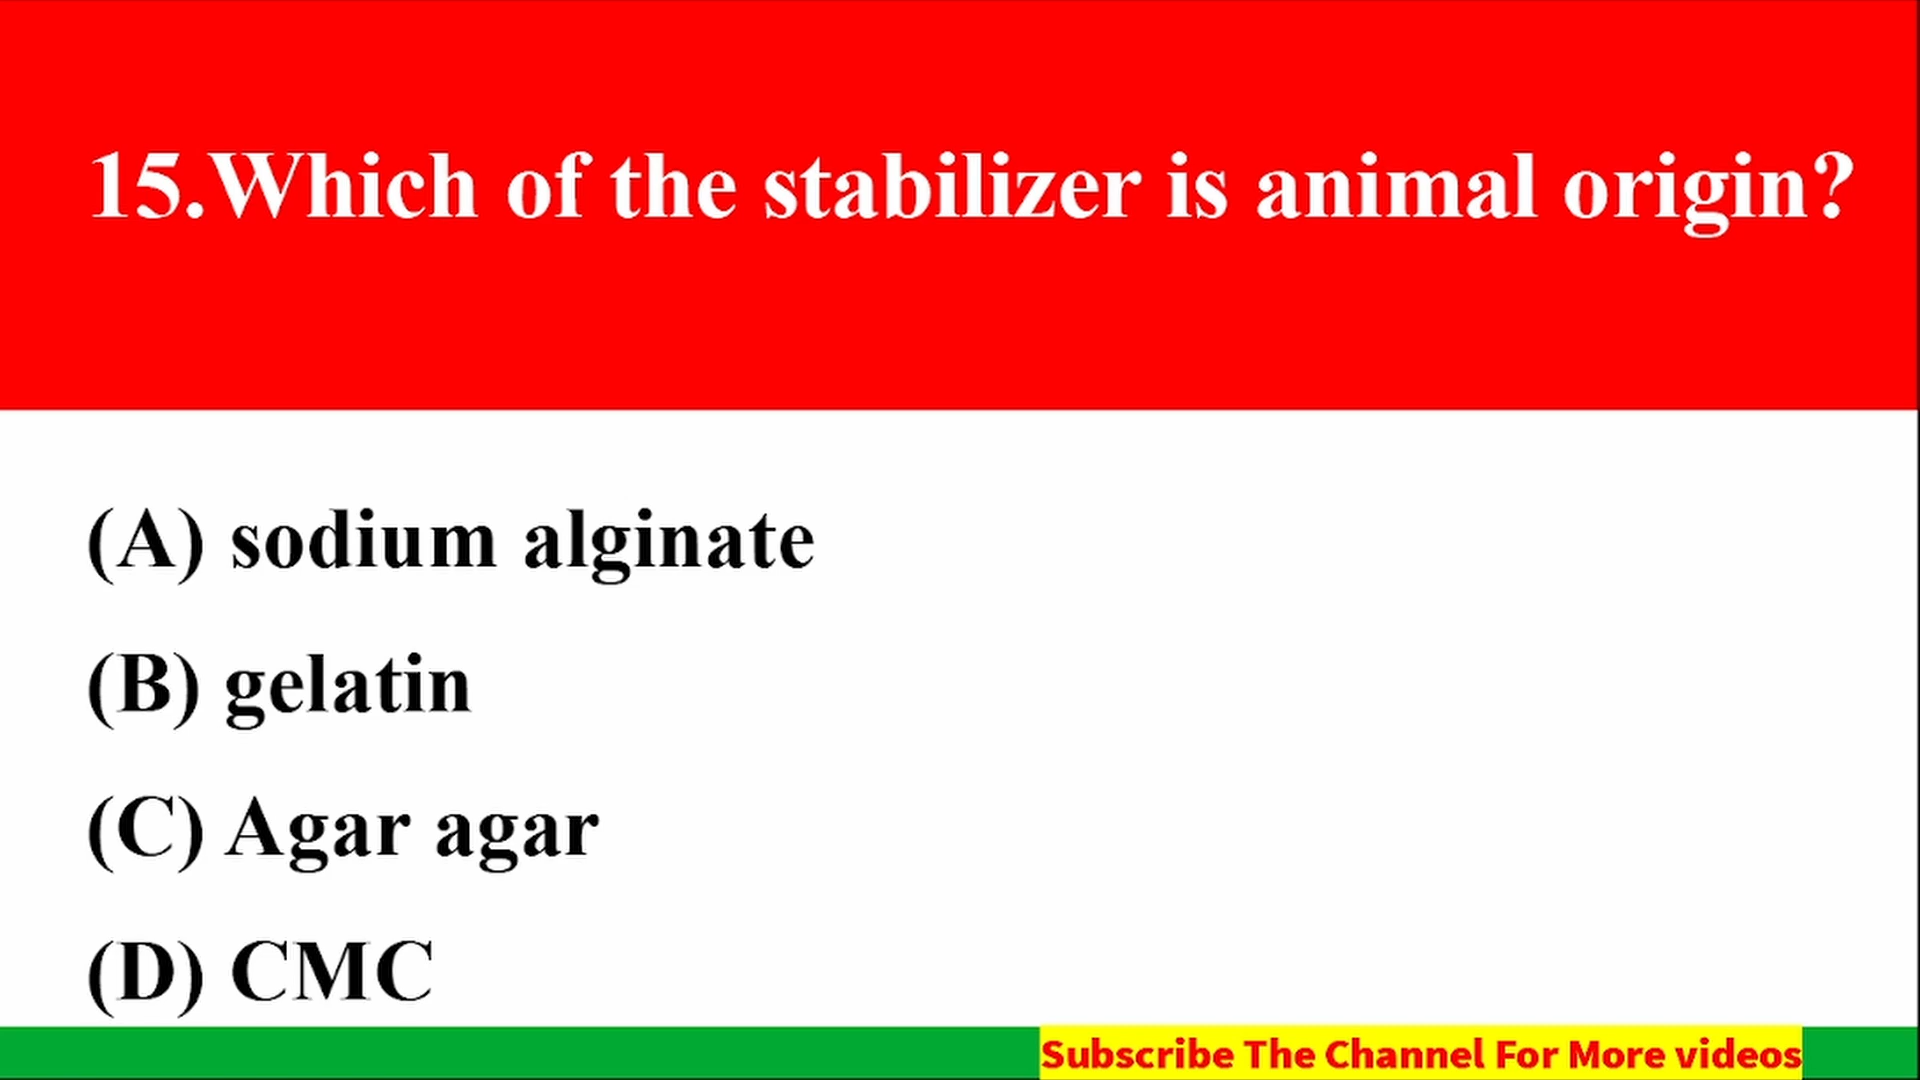 15.Which of the stabilizer is animal origin?
(A) sodium alginate
(B) gelatin
(C) Agar agar
(D) CMC
Subscribe The Channel For More videos